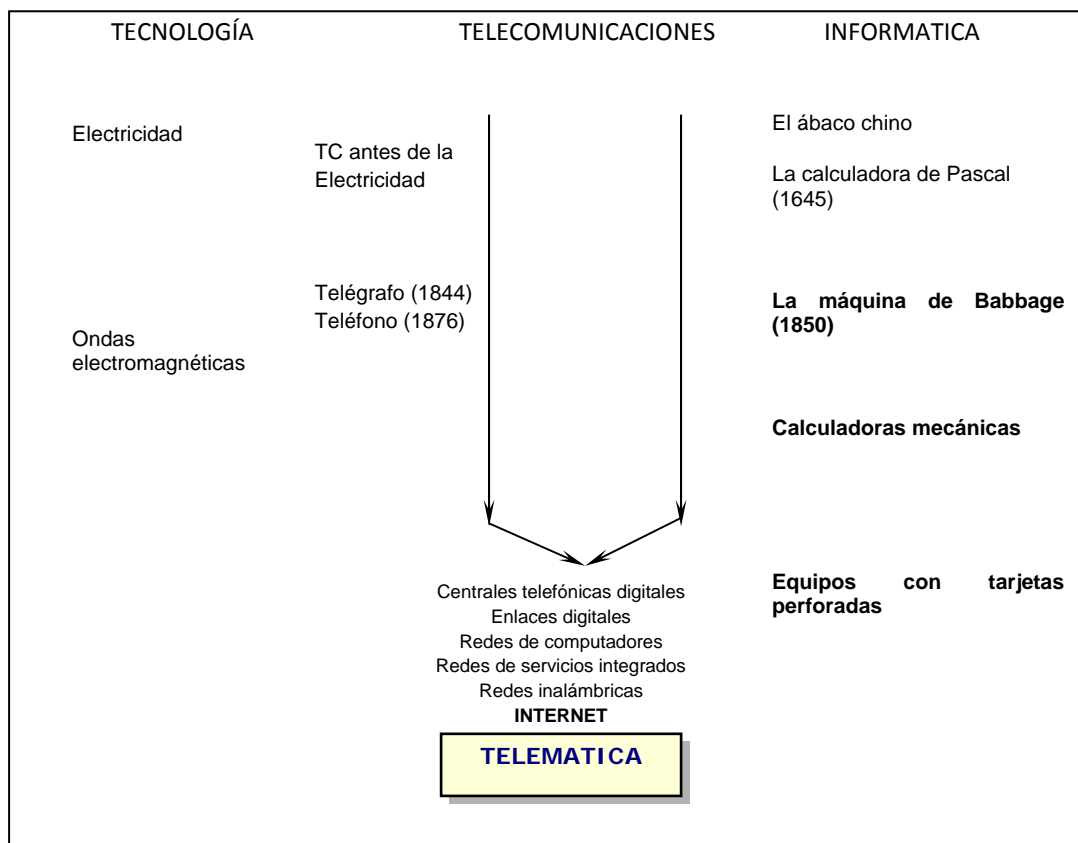 TECNOLOGÍA
TELECOMUNICACIONES
INFORMATICA
Electricidad
TC antes de la
Electricidad
El ábaco chino
La calculadora de Pascal
(1645)
Telégrafo (1844)
Teléfono (1876)
Ondas
electromagnéticas
La máquina de Babbage
(1850)
Calculadoras mecánicas
Equipos con tarjetas
perforadas
Centrales telefónicas digitales
Enlaces digitales
Redes de computadores
Redes de servicios integrados
Redes inalámbricas
INTERNET
TELEMATICA